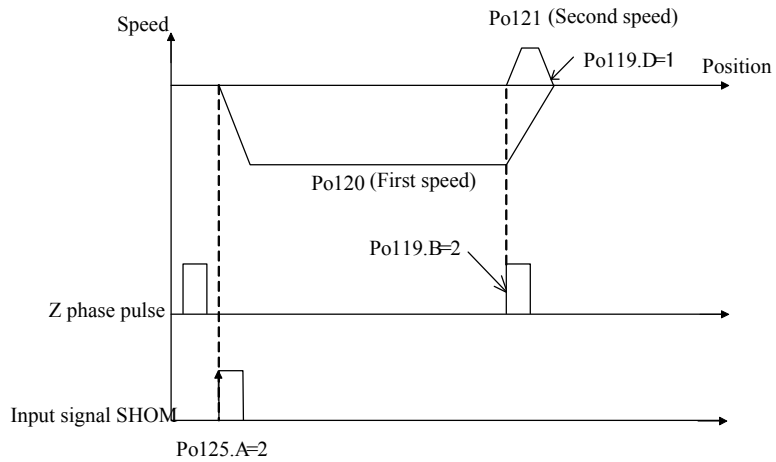 Po121 (Second speed)
Speed
Po119.D=1
Position
Po120 (First speed)
Po119.B=2
Z phase pulse
Input signal SHOM
Po125.A=2